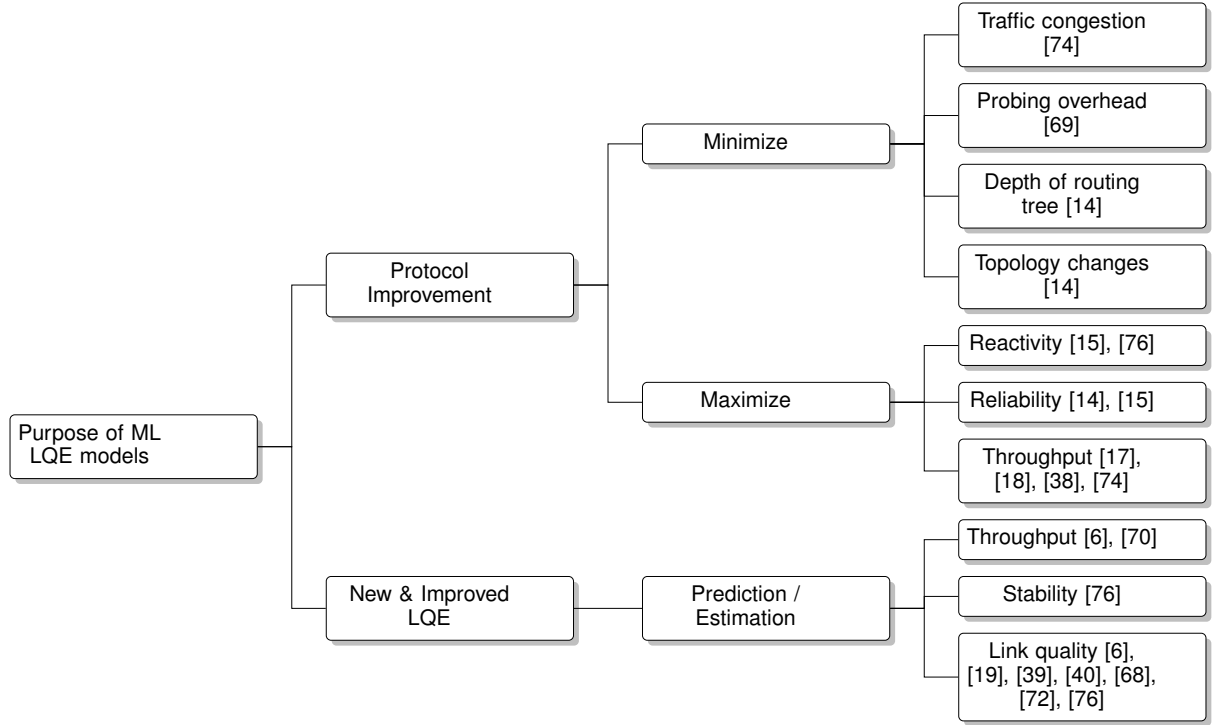 Purpose of ML
LQE models
Protocol
Improvement
Minimize
Traffic congestion
[74]
Probing overhead
[69]
Depth of routing
tree [14]
Topology changes
[14]
Maximize
Reactivity [15], [76]
Reliability [14], [15]
Throughput [17],
[18], [38], [74]
New & Improved
LQE
Prediction /
Estimation
Throughput [6], [70]
Stability [76]
Link quality [6],
[19], [39], [40], [68],
[72], [76]